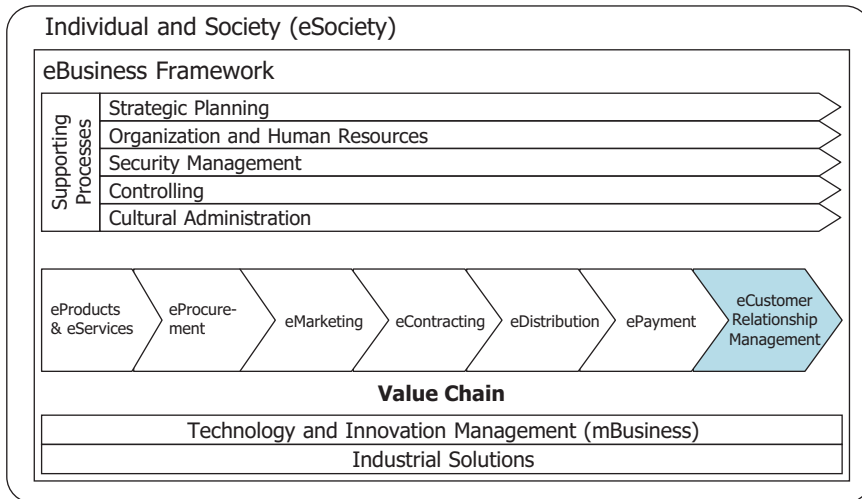 Individual and Society (eSociety)
eBusiness Framework
Supporting
Processes
Strategic Planning
Organization and Human Resources
Security Management
Controlling
Cultural Administration
eProducts
& eServices
eProcure-
ment
eMarketing
eContracting
eDistribution
ePayment
eCustomer
Relationship
Management
Value Chain
Technology and Innovation Management (mBusiness)
Industrial Solutions